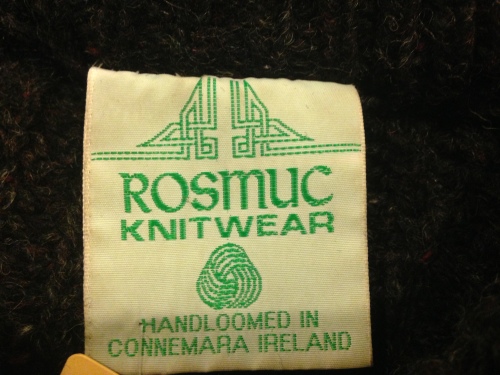 ROSMUC
KNITWEAR
HANDLOOMED IN
CONNEMARA IRELAND